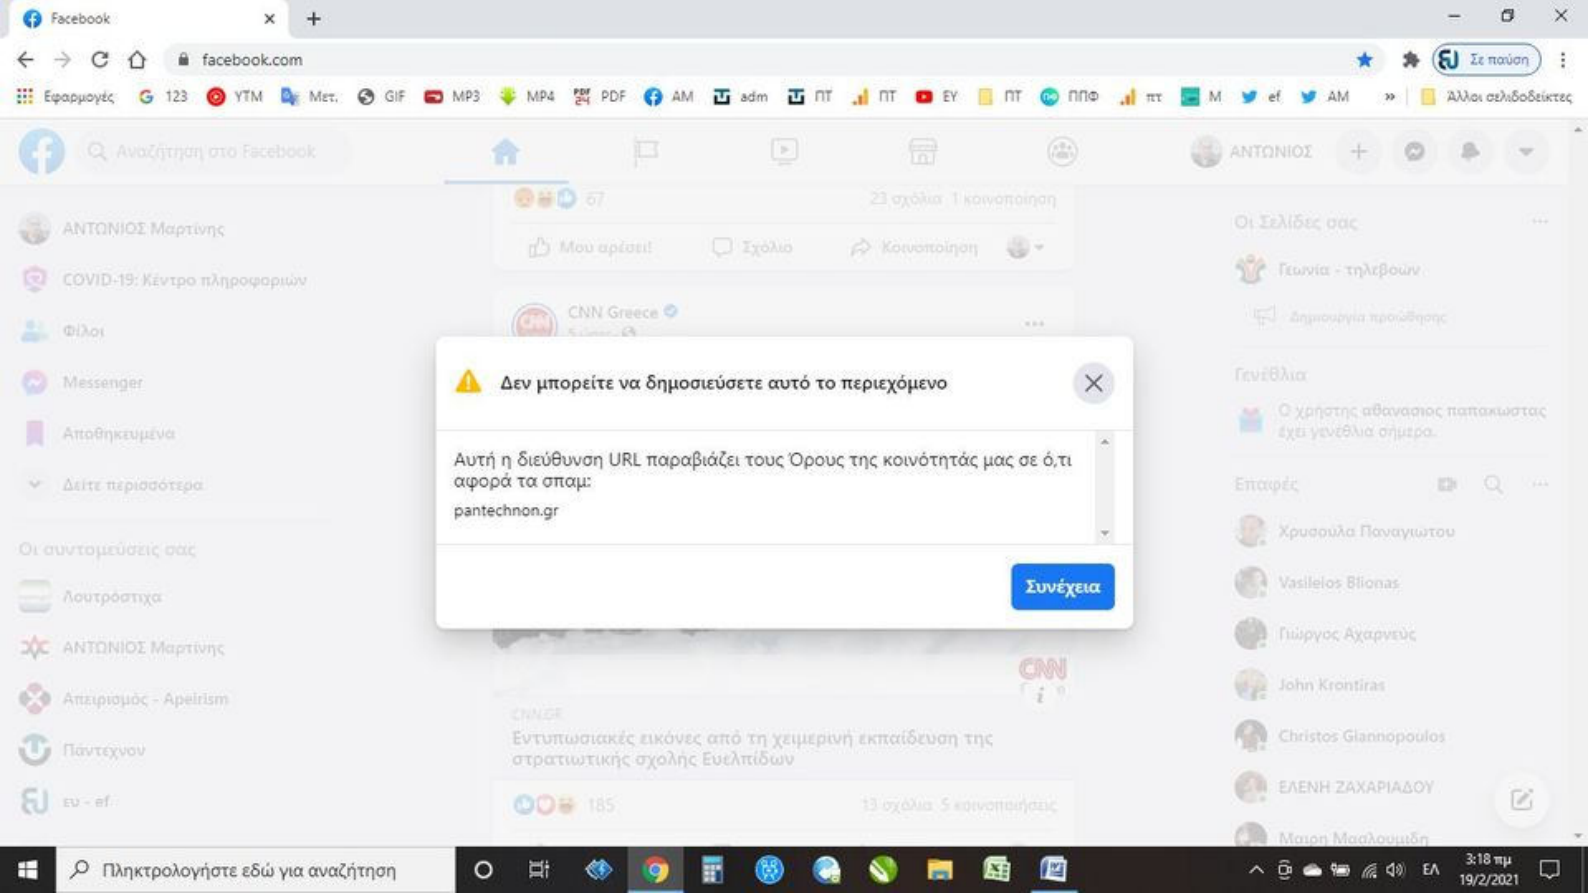 Facebook
facebook.com
Σε παύση
Εφαρμογές 123 YTM Μετ. GIF MP3 MP4 PDF AM adm ΠΤ ΠΤ ΕΥ ΠΤ ΠΠΦ πτ Μ ef AM » Άλλοι σελιδοδείκτες
Αναζήτηση στο Facebook
ΑΝΤΩΝΙΟΣ
67
23 σχόλια 1 κοινοποίηση
Μου αρέσει! Σχόλιο Κοινοποίηση
ΑΝΤΩΝΙΟΣ Μαρτίνης
COVID-19: Κέντρο πληροφοριών
Φίλοι
Messenger
Αποθηκευμένα
Δείτε περισσότερα
Οι συντομεύσεις σας
Λουτρόστιχα
ΑΝΤΩΝΙΟΣ Μαρτίνης
Απειρισμός - Apeirism
Πάντεχνον
ευ - ef
CNN Greece
Δεν μπορείτε να δημοσιεύσετε αυτό το περιεχόμενο
Αυτή η διεύθυνση URL παραβιάζει τους Όρους της κοινότητάς μας σε ό,τι
αφορά τα σπαμ:
pantechnon.gr
Συνέχεια
CNN
CNN.GR
Εντυπωσιακές εικόνες από τη χειμερινή εκπαίδευση της
στρατιωτικής σχολής Ευελπίδων
185
13 σχόλια 5 κοινοποιήσεις
Οι Σελίδες σας
Γεωνία - τηλεβοών
Δημιουργία προώθησης
Γενέθλια
Ο χρήστης αθανασιος παπακωστας
έχει γενέθλια σήμερα.
Επαφές
Χρυσούλα Παναγιώτου
Vasileios Blionas
Γιώργος Αχαρνεύς
John Krontiras
Christos Giannopoulos
ΕΛΕΝΗ ΖΑΧΑΡΙΑΔΟΥ
Μαιρη Μασλουμιδη
Πληκτρολογήστε εδώ για αναζήτηση
ΕΛ
3:18 πμ
19/2/2021